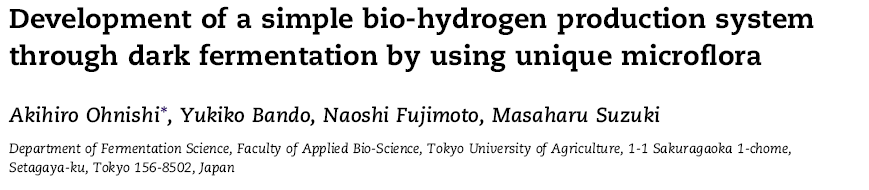 Development of a simple bio-hydrogen production system
through dark fermentation by using unique microflora
Akihiro Ohnishi*, Yukiko Bando, Naoshi Fujimoto, Masaharu Suzuki
Department of Fermentation Science, Faculty of Applied Bio-Science, Tokyo University of Agriculture, 1-1 Sakuragaoka 1-chome,
Setagaya-ku, Tokyo 156-8502, Japan